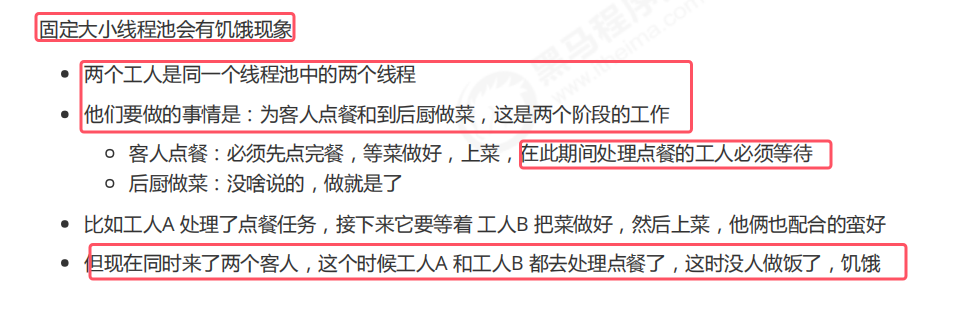 固定大小线程池会有饥饿现象
两个工人是同一个线程池中的两个线程
他们要做的事情是：为客人点餐和到后厨做菜，这是两个阶段的工作
客人点餐：必须先点完餐，等菜做好，上菜，在此期间处理点餐的工人必须等待
后厨做菜：没啥说的，做就是了
比如工人A 处理了点餐任务，接下来它要等着 工人B 把菜做好，然后上菜，他俩也配合的蛮好
但现在同时来了两个客人，这个时候工人A 和工人B 都去处理点餐了，这时没人做饭了，饥饿